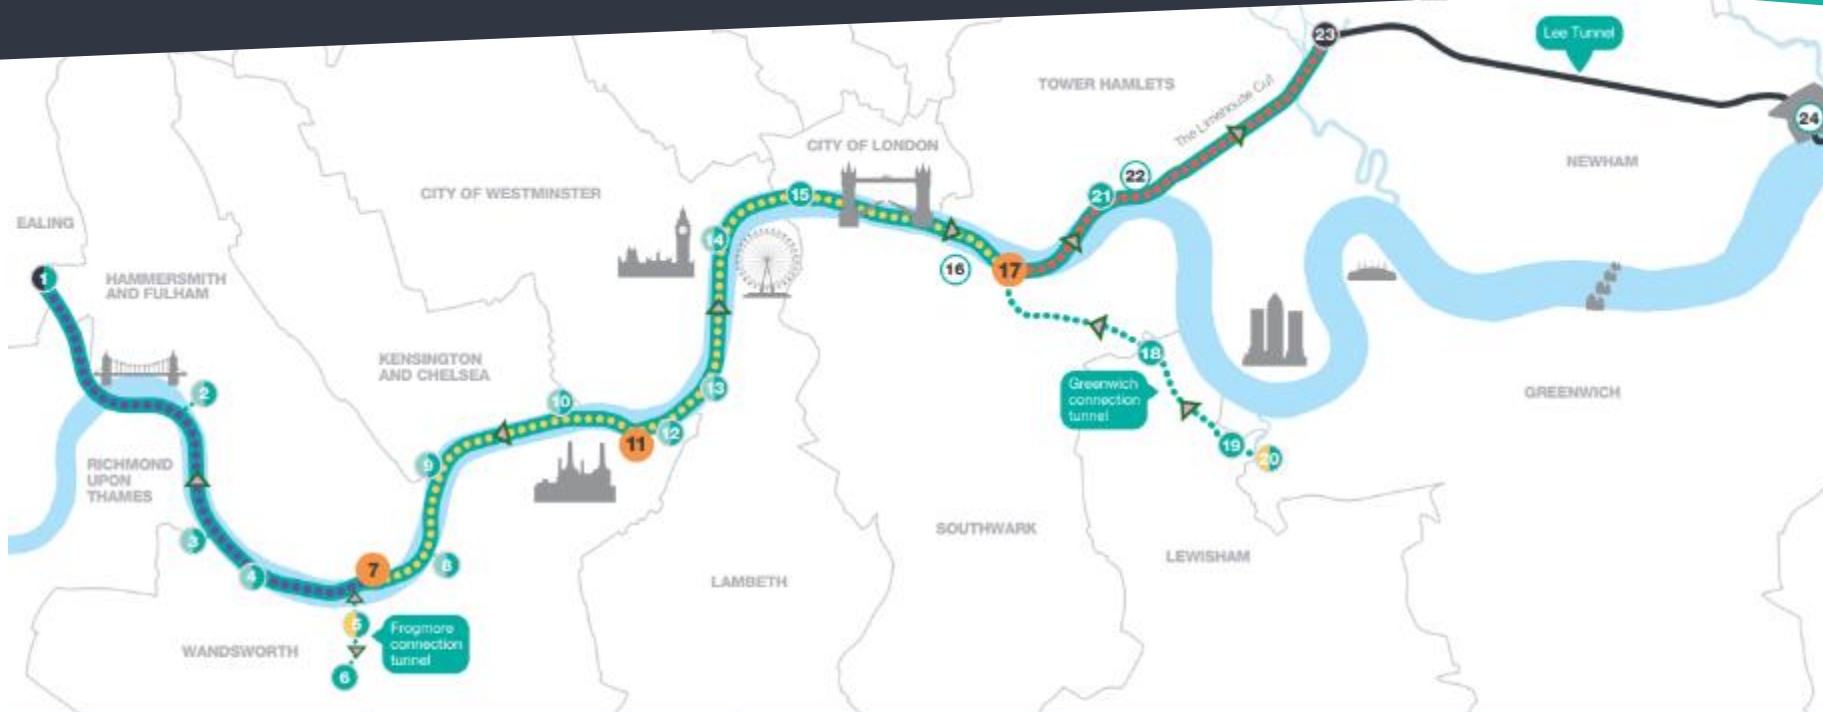 23
Lee Tunnel
TOWER HAMLETS
The Limehouse Cut
24
CITY OF LONDON
NEWHAM
22
CITY OF WESTMINSTER
15
21
EALING
14
16
17
1
HAMMERSMITH
AND FULHAM
KENSINGTON
AND CHELSEA
18
2
13
Greenwich
connection
tunnel
GREENWICH
10
12
11
19
20
9
RICHMOND
UPON
THAMES
SOUTHWARK
3
LEWISHAM
8
7
4
LAMBETH
5
Frogmore
connection
tunnel
WANDSWORTH
6